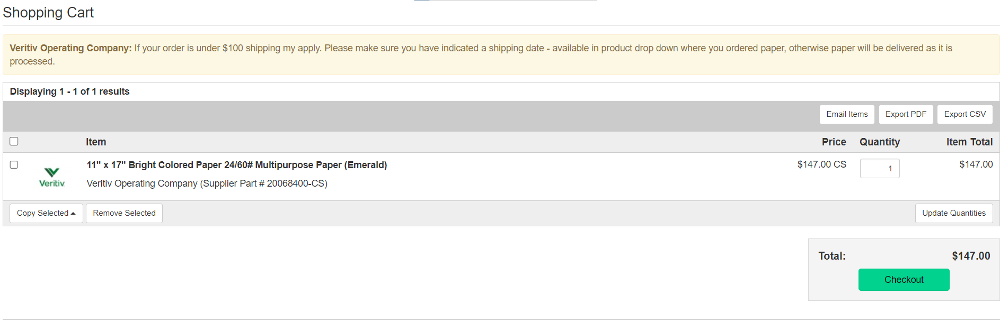 Shopping Cart
Veritiv Operating Company: If your order is under $100 shipping my apply. Please make sure you have indicated a shipping date - available in product drop down where you ordered paper, otherwise paper will be delivered as it is
processed.
Displaying 1 - 1 of 1 results
Email Items Export PDF Export CSV
Item Price Quantity Item Total
11" x 17" Bright Colored Paper 24/60# Multipurpose Paper (Emerald) $147.00 CS 1 $147.00
Veritiv
Veritiv Operating Company (Supplier Part # 20068400-CS)
Copy Selected Remove Selected Update Quantities
Total: $147.00
Checkout